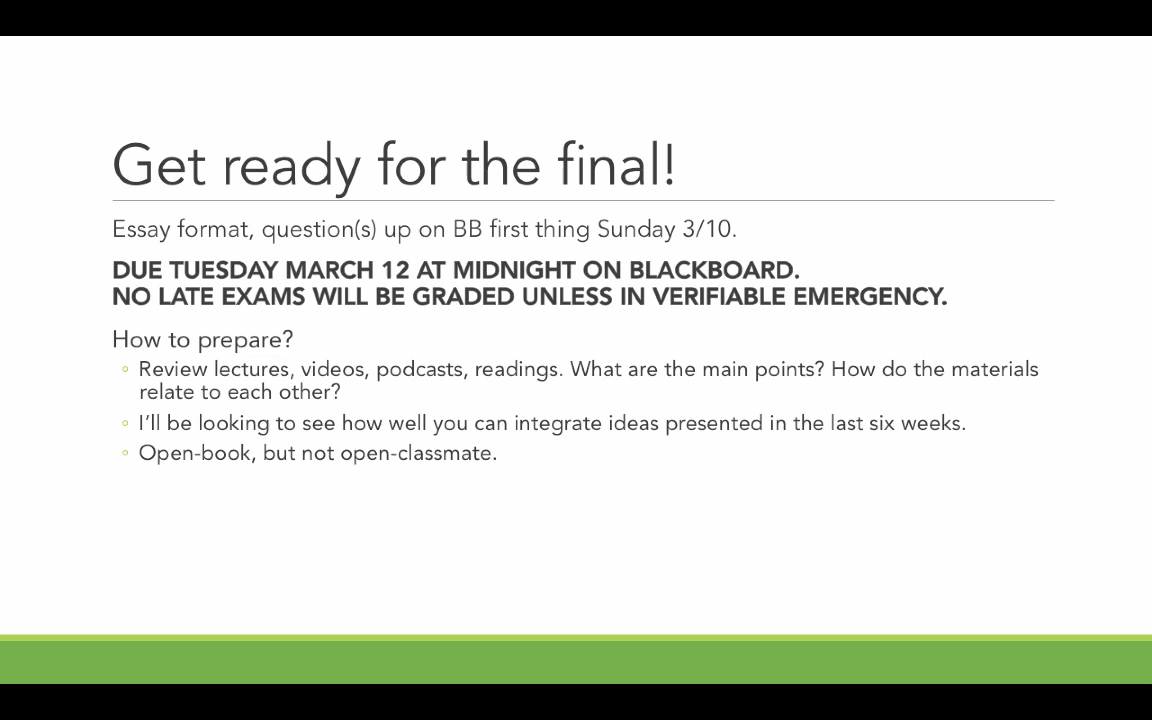 Get ready for the final!
Essay format, question(s) up on BB first thing Sunday 3/10.
DUE TUESDAY MARCH 12 AT MIDNIGHT ON BLACKBOARD.
NO LATE EXAMS WILL BE GRADED UNLESS IN VERIFIABLE EMERGENCY.
How to prepare?
◦ Review lectures, videos, podcasts, readings. What are the main points? How do the materials
relate to each other?
◦ I’ll be looking to see how well you can integrate ideas presented in the last six weeks.
◦ Open-book, but not open-classmate.